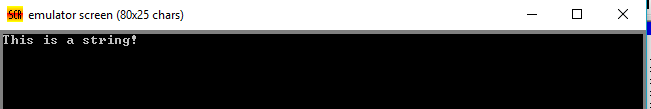 emulator screen (80x25 chars)
This is a string!